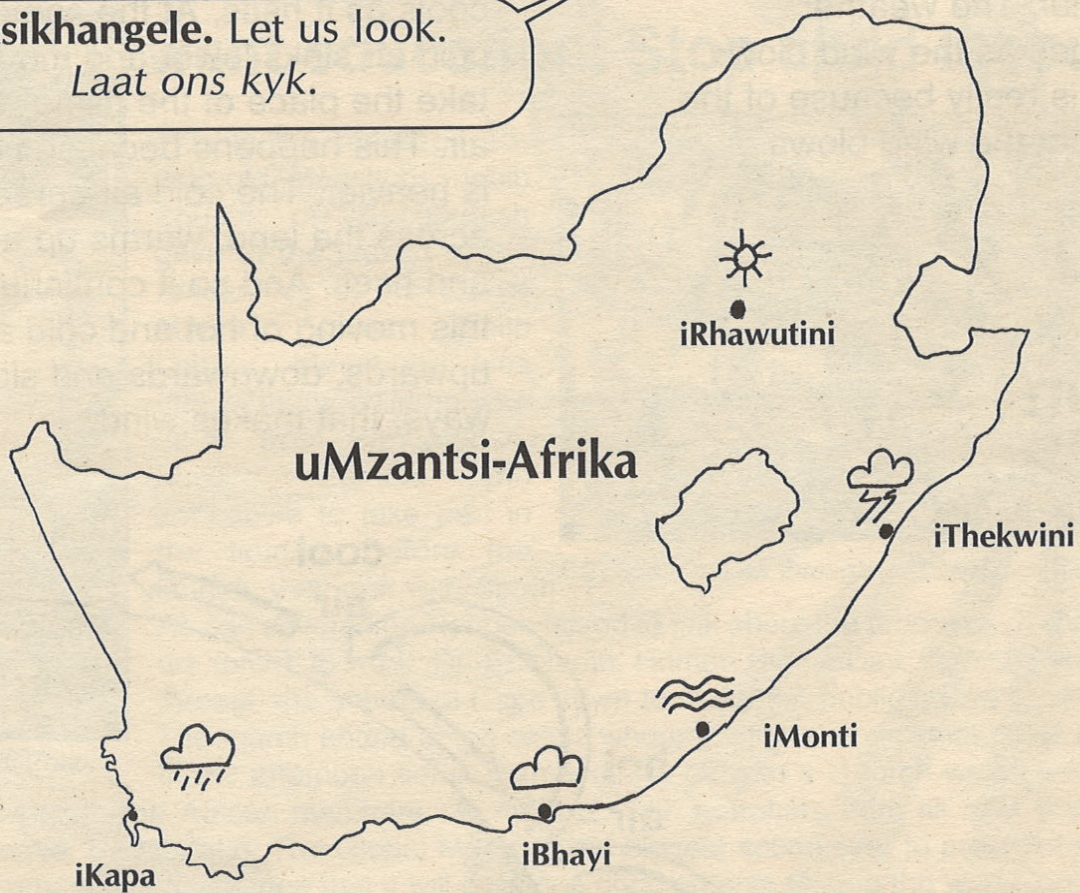 sikhangele. Let us look.
Laat ons kyk.
iRhawutini
uMzantsi-Afrika
iThekwini
iMonti
iBhayi
iKapa